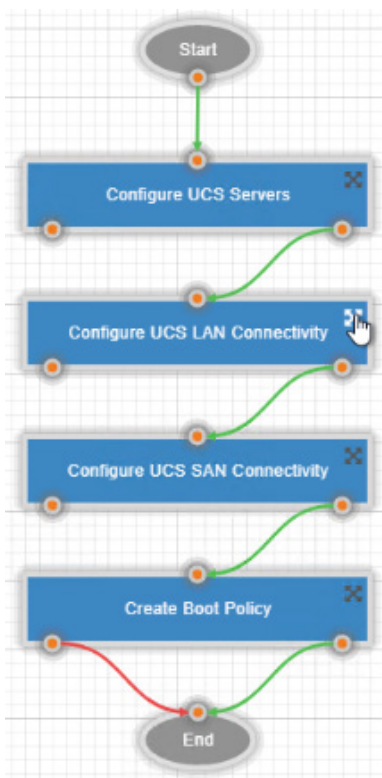 Start
Configure UCS Servers
Configure UCS LAN Connectivity
Configure UCS SAN Connectivity
Create Boot Policy
End